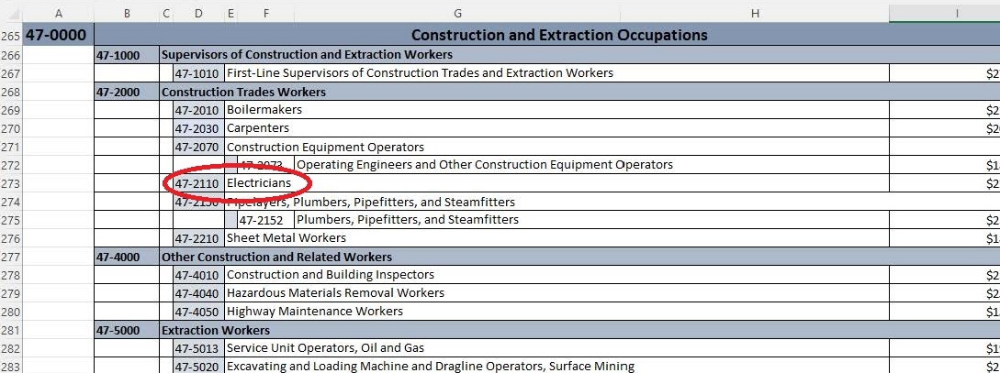 A B C D E F G H I
265 47-0000 Construction and Extraction Occupations
266 47-1000 Supervisors of Construction and Extraction Workers
267 47-1010 First-Line Supervisors of Construction Trades and Extraction Workers $2
268 47-2000 Construction Trades Workers
269 47-2010 Boilermakers $2
270 47-2030 Carpenters $2
271 47-2070 Construction Equipment Operators
272 47-2073 Operating Engineers and Other Construction Equipment Operators $1
273 47-2110 Electricians $2
274 47-2150 Pipelayers, Plumbers, Pipefitters, and Steamfitters
275 47-2152 Plumbers, Pipefitters, and Steamfitters $2
276 47-2210 Sheet Metal Workers $1
277 47-4000 Other Construction and Related Workers
278 47-4010 Construction and Building Inspectors $2
279 47-4040 Hazardous Materials Removal Workers $2
280 47-4050 Highway Maintenance Workers $1
281 47-5000 Extraction Workers
282 47-5013 Service Unit Operators, Oil and Gas $1
283 47-5020 Excavating and Loading Machine and Dragline Operators, Surface Mining $2